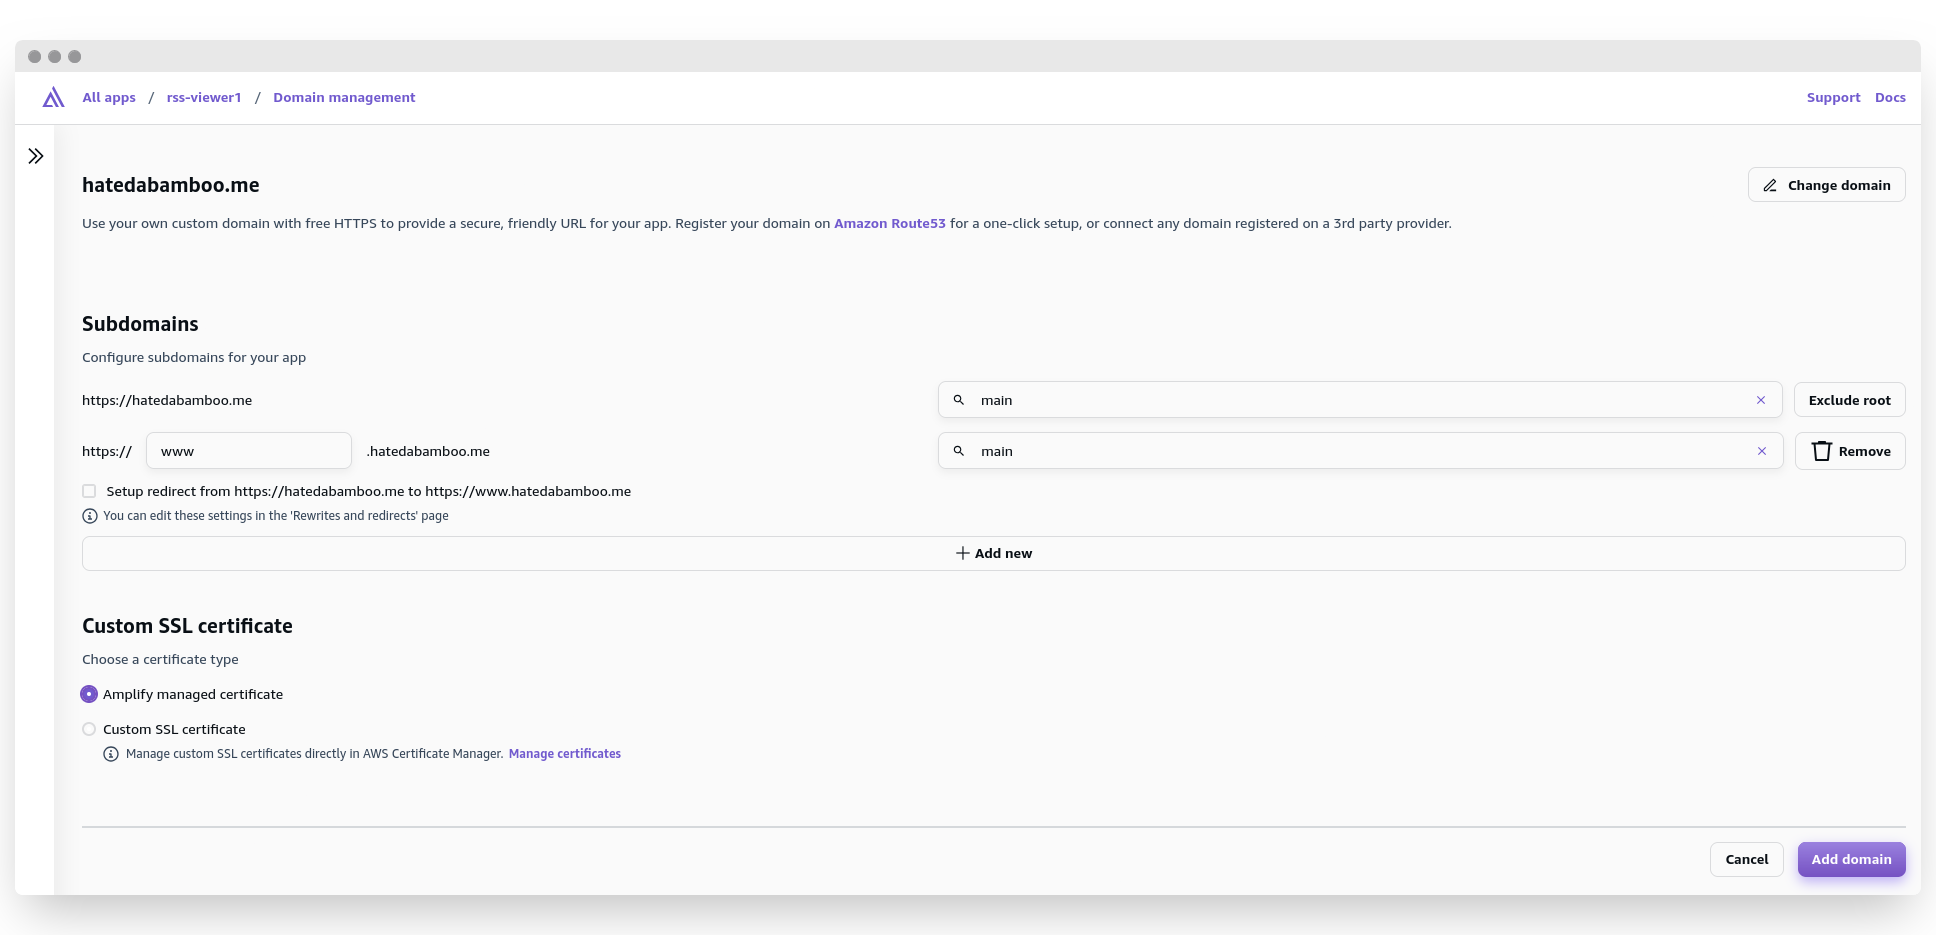 All apps / rss-viewer1 / Domain management Support Docs
hatedabamboo.me Change domain
Use your own custom domain with free HTTPS to provide a secure, friendly URL for your app. Register your domain on Amazon Route53 for a one-click setup, or connect any domain registered on a 3rd party provider.
Subdomains
Configure subdomains for your app
https://hatedabamboo.me main Exclude root
https:// www .hatedabamboo.me main Remove
Setup redirect from https://hatedabamboo.me to https://www.hatedabamboo.me
You can edit these settings in the 'Rewrites and redirects' page
Add new
Custom SSL certificate
Choose a certificate type
Amplify managed certificate
Custom SSL certificate
Manage custom SSL certificates directly in AWS Certificate Manager. Manage certificates
Cancel Add domain